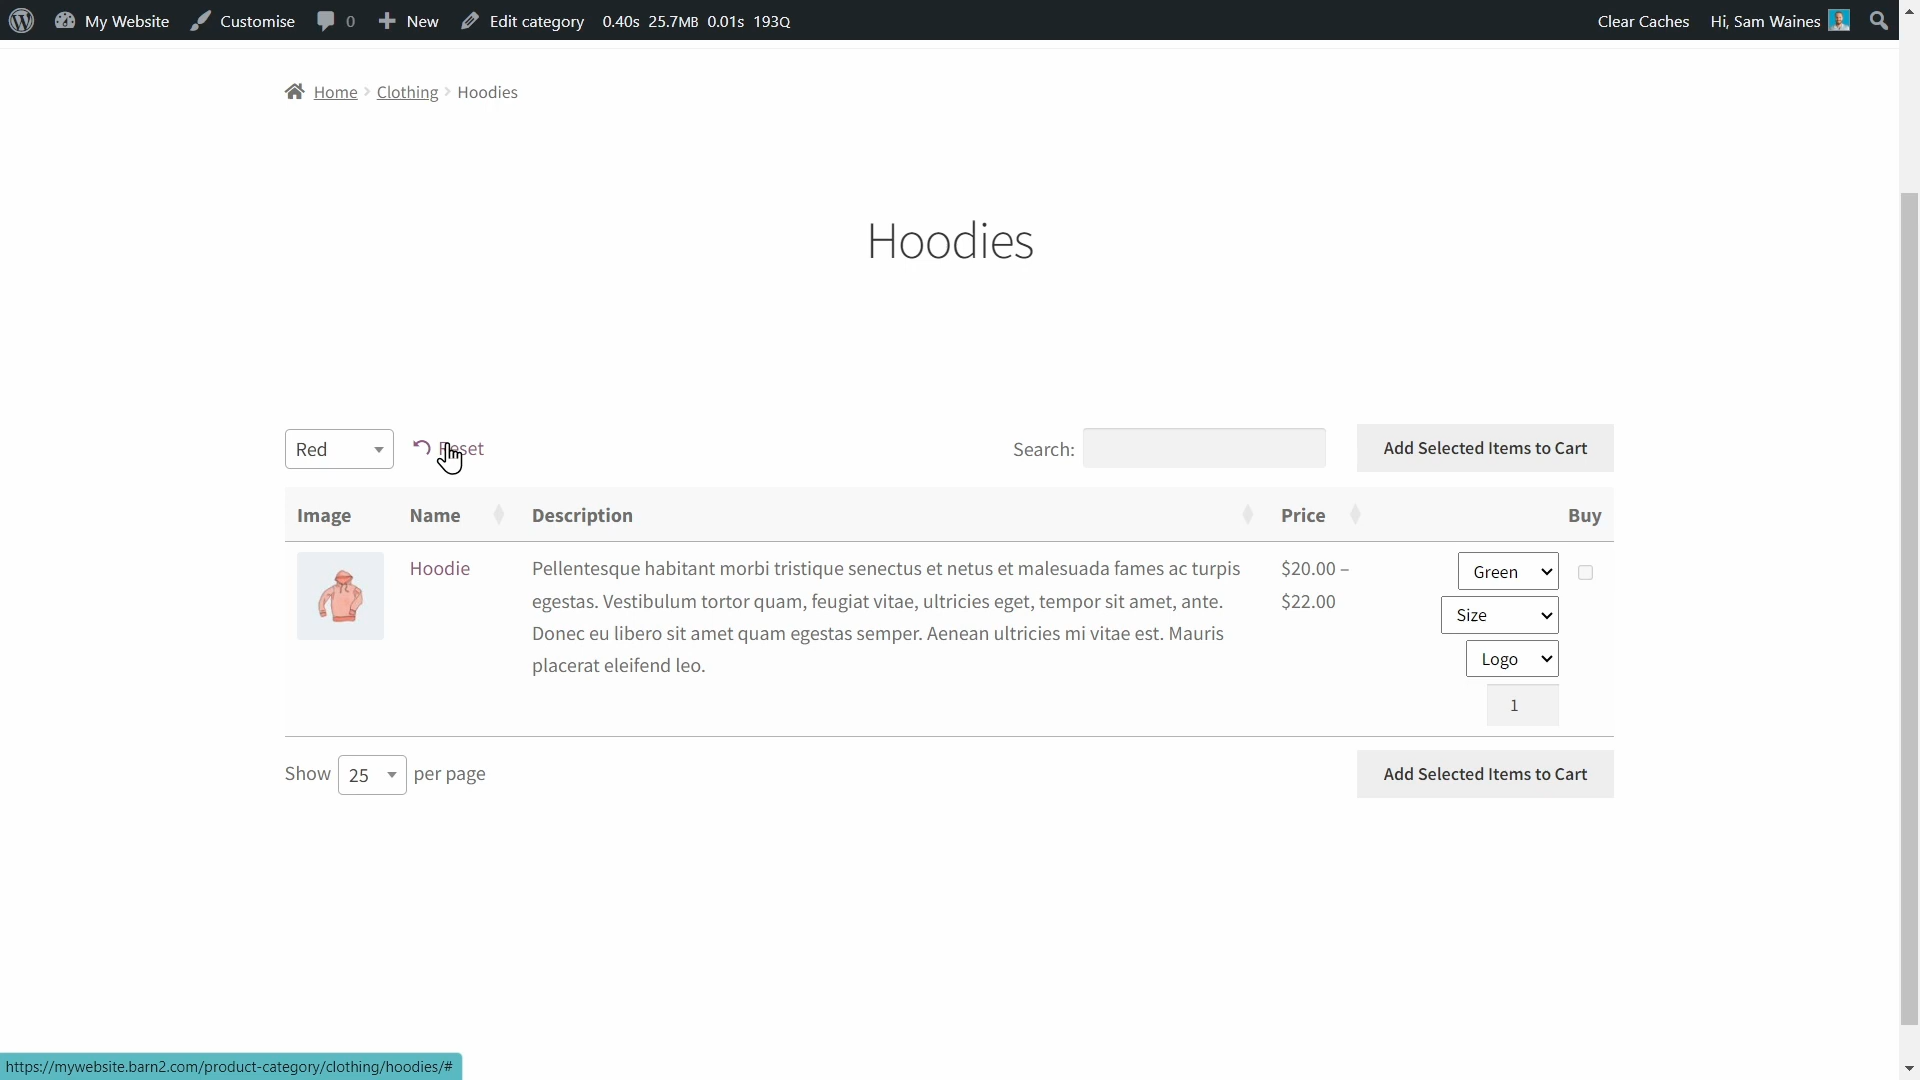 My Website Customise 0 New Edit category 0.40s 25.7MB 0.01s 193Q Clear Caches Hi, Sam Waines
Home Clothing Hoodies
Hoodies
Red Reset Search: Add Selected Items to Cart
Image Name Description Price Buy
Hoodie Pellentesque habitant morbi tristique senectus et netus et malesuada fames ac turpis $20.00 – Green
egestas. Vestibulum tortor quam, feugiat vitae, ultricies eget, tempor sit amet, ante. $22.00 Size
Donec eu libero sit amet quam egestas semper. Aenean ultricies mi vitae est. Mauris
placerat eleifend leo. Logo
1
Show 25 per page Add Selected Items to Cart
https://mywebsite.barn2.com/product-category/clothing/hoodies/#